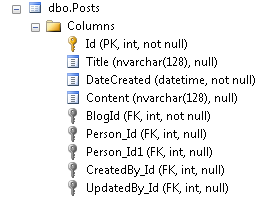 dbo.Posts
Columns
Id (PK, int, not null)
Title (nvarchar(128), null)
DateCreated (datetime, not null)
Content (nvarchar(128), null)
BlogId (FK, int, not null)
Person_Id (FK, int, null)
Person_Id1 (FK, int, null)
CreatedBy_Id (FK, int, null)
UpdatedBy_Id (FK, int, null)